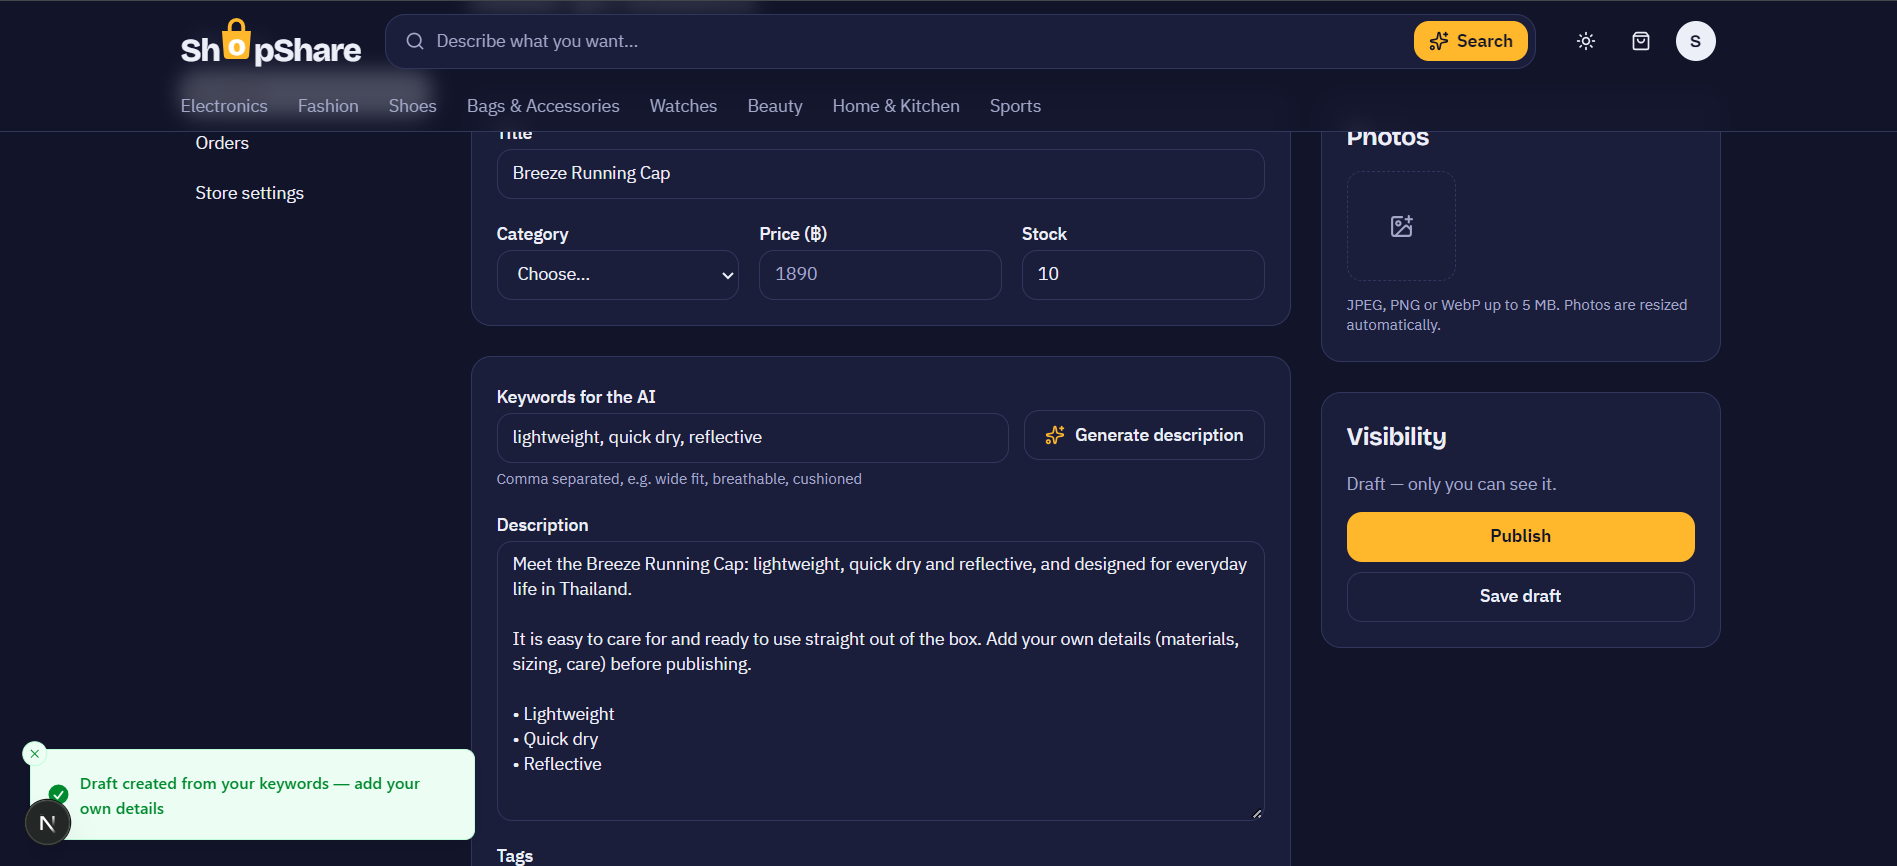 ShopShare
Describe what you want...
Search
S
Electronics
Fashion
Shoes
Bags & Accessories
Watches
Beauty
Home & Kitchen
Sports
Orders
Store settings
Title
Breeze Running Cap
Category
Price (฿)
Stock
Choose...
1890
10
Keywords for the AI
lightweight, quick dry, reflective
Generate description
Comma separated, e.g. wide fit, breathable, cushioned
Description
Meet the Breeze Running Cap: lightweight, quick dry and reflective, and designed for everyday
life in Thailand.
It is easy to care for and ready to use straight out of the box. Add your own details (materials,
sizing, care) before publishing.
• Lightweight
• Quick dry
• Reflective
Tags
Photos
JPEG, PNG or WebP up to 5 MB. Photos are resized
automatically.
Visibility
Draft — only you can see it.
Publish
Save draft
Draft created from your keywords — add your
own details
N